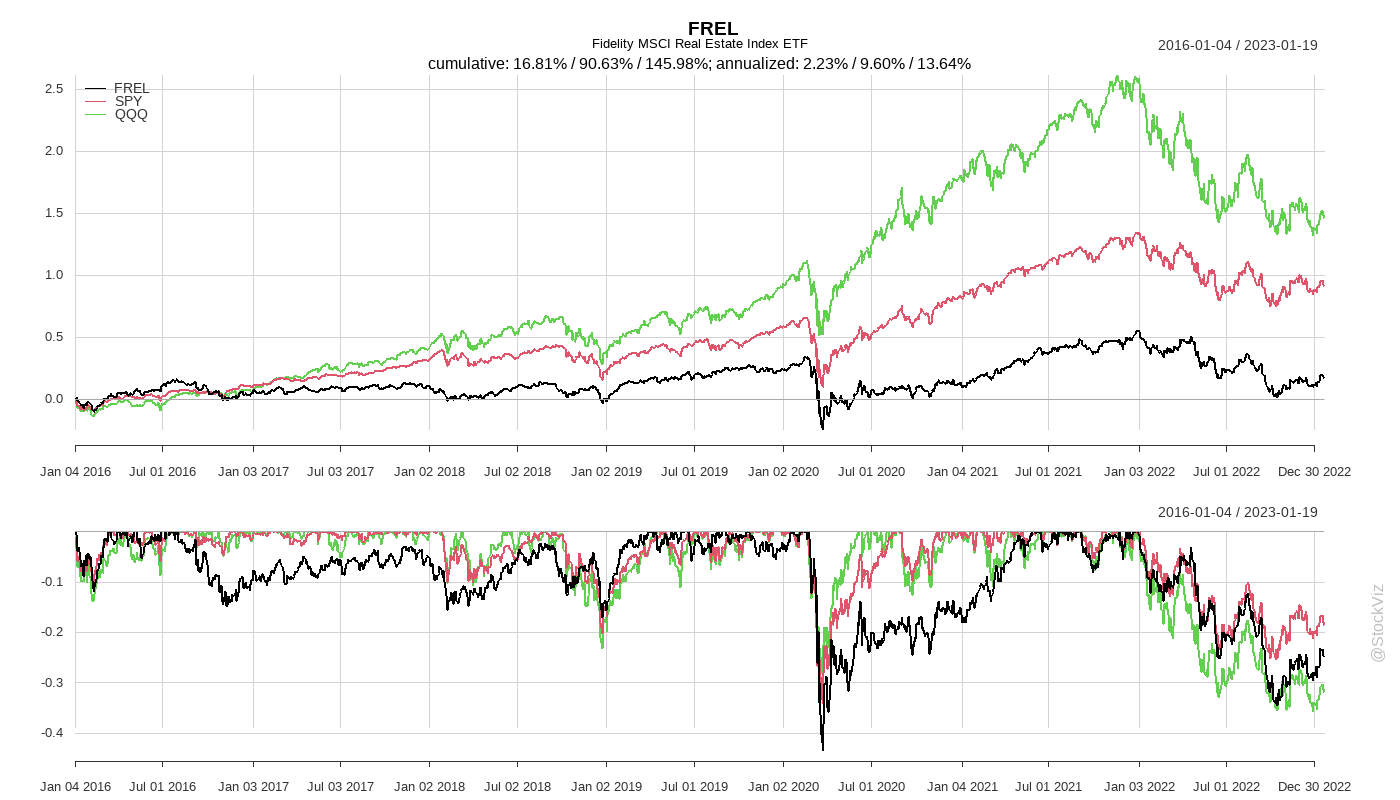 FREL
Fidelity MSCI Real Estate Index ETF
2016-01-04 / 2023-01-19
cumulative: 16.81% / 90.63% / 145.98%; annualized: 2.23% / 9.60% / 13.64%
FREL
SPY
QQQ
2.5
2.0
1.5
1.0
0.5
0.0
Jan 04 2016 Jul 01 2016 Jan 03 2017 Jul 03 2017 Jan 02 2018 Jul 02 2018 Jan 02 2019 Jul 01 2019 Jan 02 2020 Jul 01 2020 Jan 04 2021 Jul 01 2021 Jan 03 2022 Jul 01 2022 Dec 30 2022
2016-01-04 / 2023-01-19
-0.1
-0.2
-0.3
-0.4
Jan 04 2016 Jul 01 2016 Jan 03 2017 Jul 03 2017 Jan 02 2018 Jul 02 2018 Jan 02 2019 Jul 01 2019 Jan 02 2020 Jul 01 2020 Jan 04 2021 Jul 01 2021 Jan 03 2022 Jul 01 2022 Dec 30 2022
@StockViz